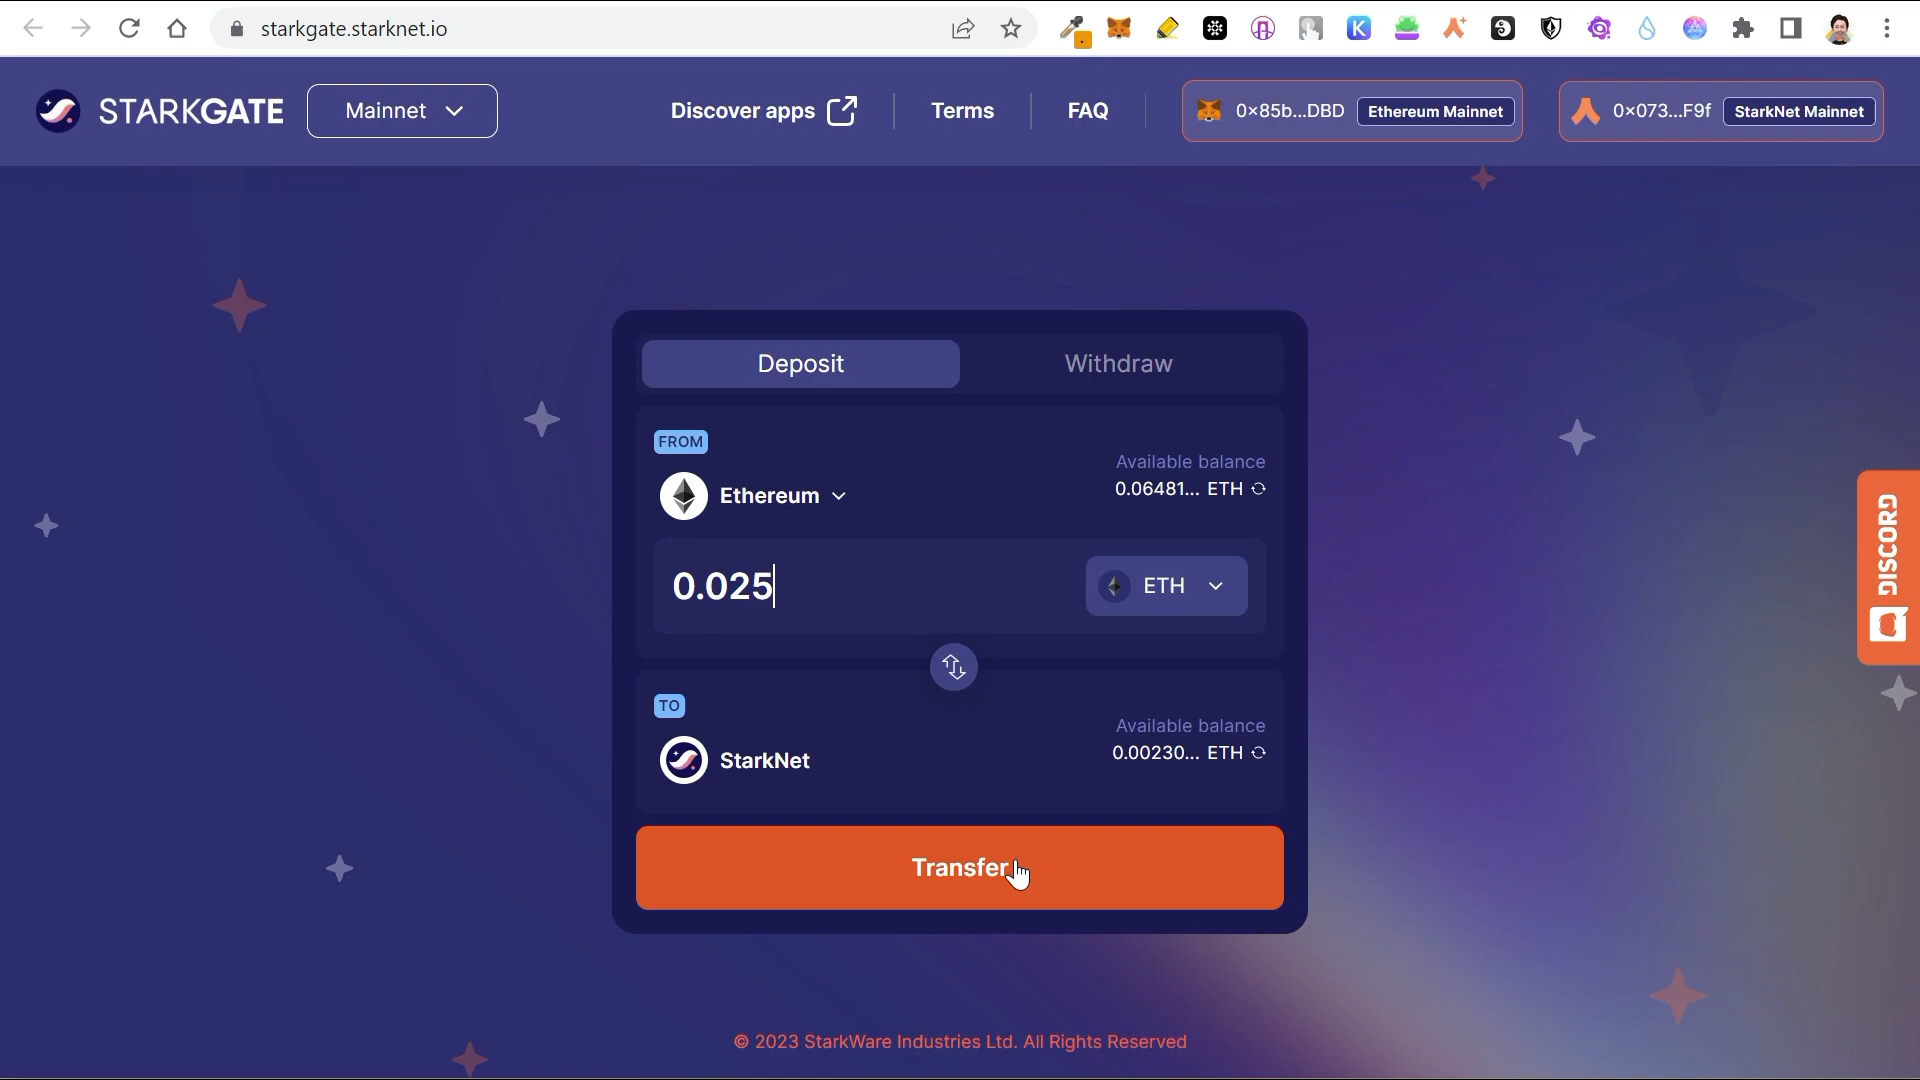 starkgate.starknet.io
STARKGATE
Mainnet
Discover apps
Terms
FAQ
0x85b...DBD
Ethereum Mainnet
0x073...F9f
StarkNet Mainnet
Deposit
Withdraw
FROM
Ethereum
Available balance
0.06481... ETH
0.025
ETH
TO
StarkNet
Available balance
0.00230... ETH
Transfer
DISCORD
© 2023 StarkWare Industries Ltd. All Rights Reserved